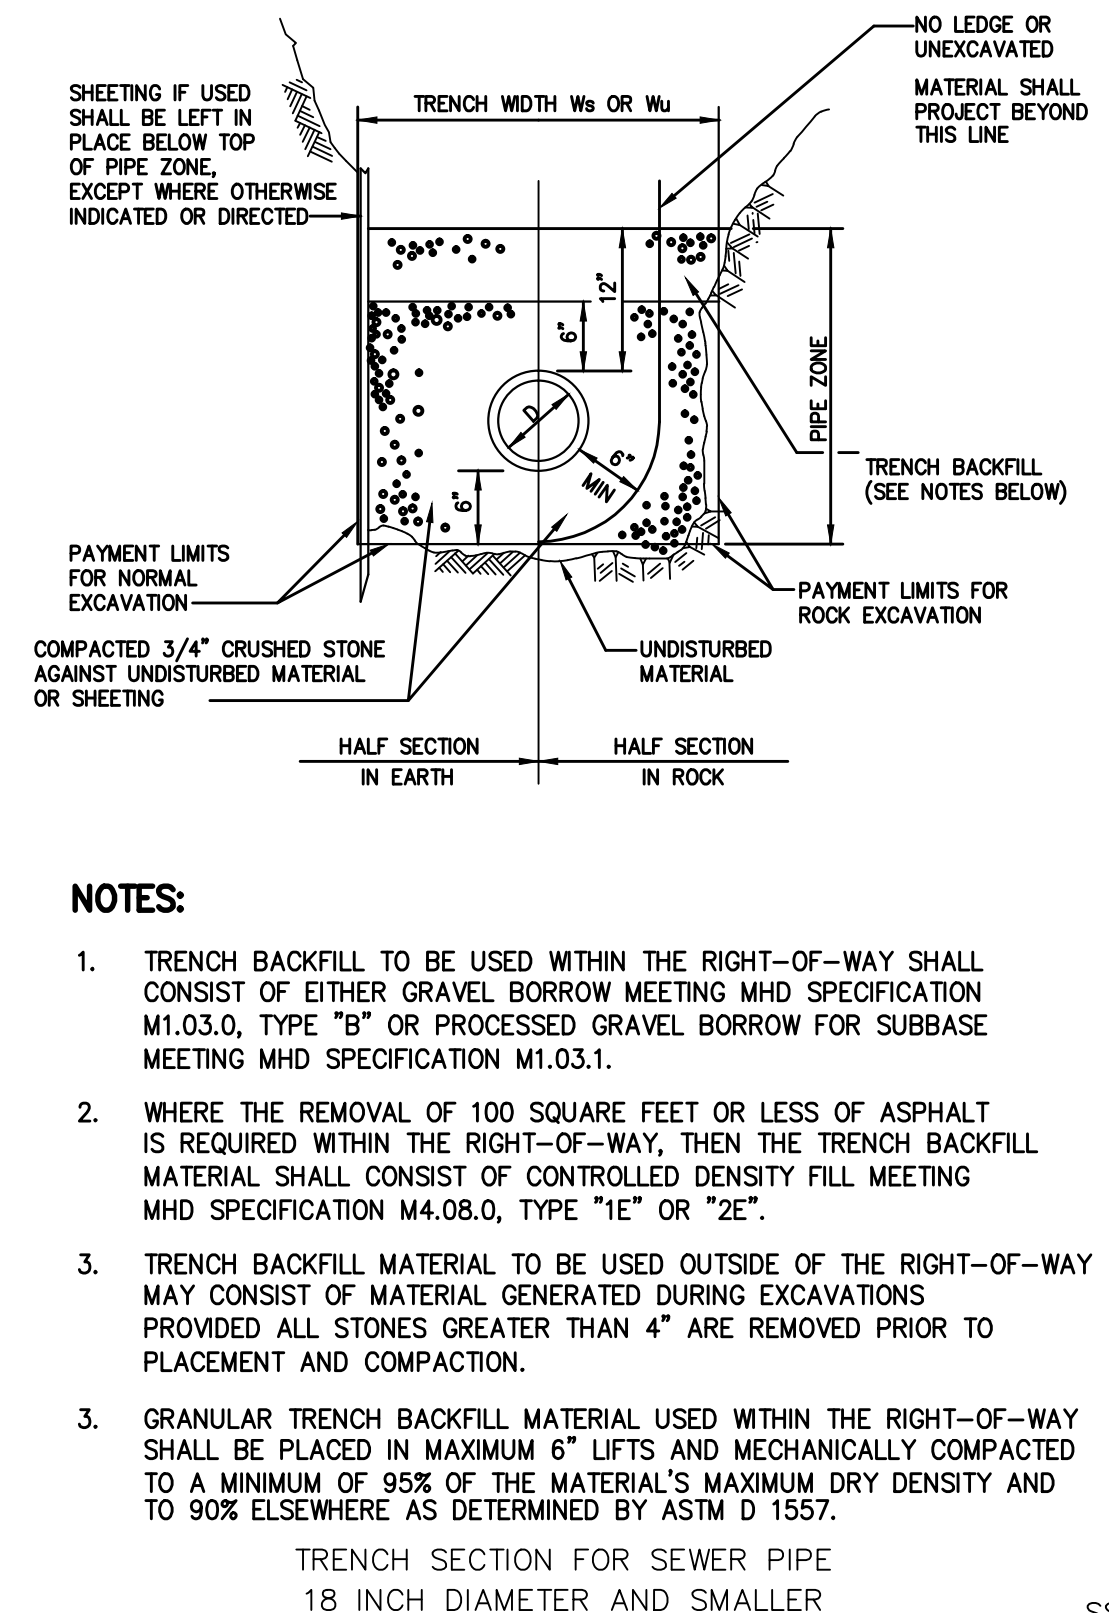 NO LEDGE OR
UNEXCAVATED
MATERIAL SHALL
PROJECT BEYOND
THIS LINE
SHEETING IF USED
SHALL BE LEFT IN
PLACE BELOW TOP
OF PIPE ZONE,
EXCEPT WHERE OTHERWISE
INDICATED OR DIRECTED
TRENCH WIDTH Ws OR Wu
12"
6"
D
6"
MIN
6"
PIPE ZONE
TRENCH BACKFILL
(SEE NOTES BELOW)
PAYMENT LIMITS
FOR NORMAL
EXCAVATION
PAYMENT LIMITS FOR
ROCK EXCAVATION
COMPACTED 3/4" CRUSHED STONE
AGAINST UNDISTURBED MATERIAL
OR SHEETING
UNDISTURBED
MATERIAL
HALF SECTION
IN EARTH
HALF SECTION
IN ROCK
NOTES:
1. TRENCH BACKFILL TO BE USED WITHIN THE RIGHT-OF-WAY SHALL
CONSIST OF EITHER GRAVEL BORROW MEETING MHD SPECIFICATION
M1.03.0, TYPE "B" OR PROCESSED GRAVEL BORROW FOR SUBBASE
MEETING MHD SPECIFICATION M1.03.1.
2. WHERE THE REMOVAL OF 100 SQUARE FEET OR LESS OF ASPHALT
IS REQUIRED WITHIN THE RIGHT-OF-WAY, THEN THE TRENCH BACKFILL
MATERIAL SHALL CONSIST OF CONTROLLED DENSITY FILL MEETING
MHD SPECIFICATION M4.08.0, TYPE "1E" OR "2E".
3. TRENCH BACKFILL MATERIAL TO BE USED OUTSIDE OF THE RIGHT-OF-WAY
MAY CONSIST OF MATERIAL GENERATED DURING EXCAVATIONS
PROVIDED ALL STONES GREATER THAN 4" ARE REMOVED PRIOR TO
PLACEMENT AND COMPACTION.
3. GRANULAR TRENCH BACKFILL MATERIAL USED WITHIN THE RIGHT-OF-WAY
SHALL BE PLACED IN MAXIMUM 6" LIFTS AND MECHANICALLY COMPACTED
TO A MINIMUM OF 95% OF THE MATERIAL'S MAXIMUM DRY DENSITY AND
TO 90% ELSEWHERE AS DETERMINED BY ASTM D 1557.
TRENCH SECTION FOR SEWER PIPE
18 INCH DIAMETER AND SMALLER